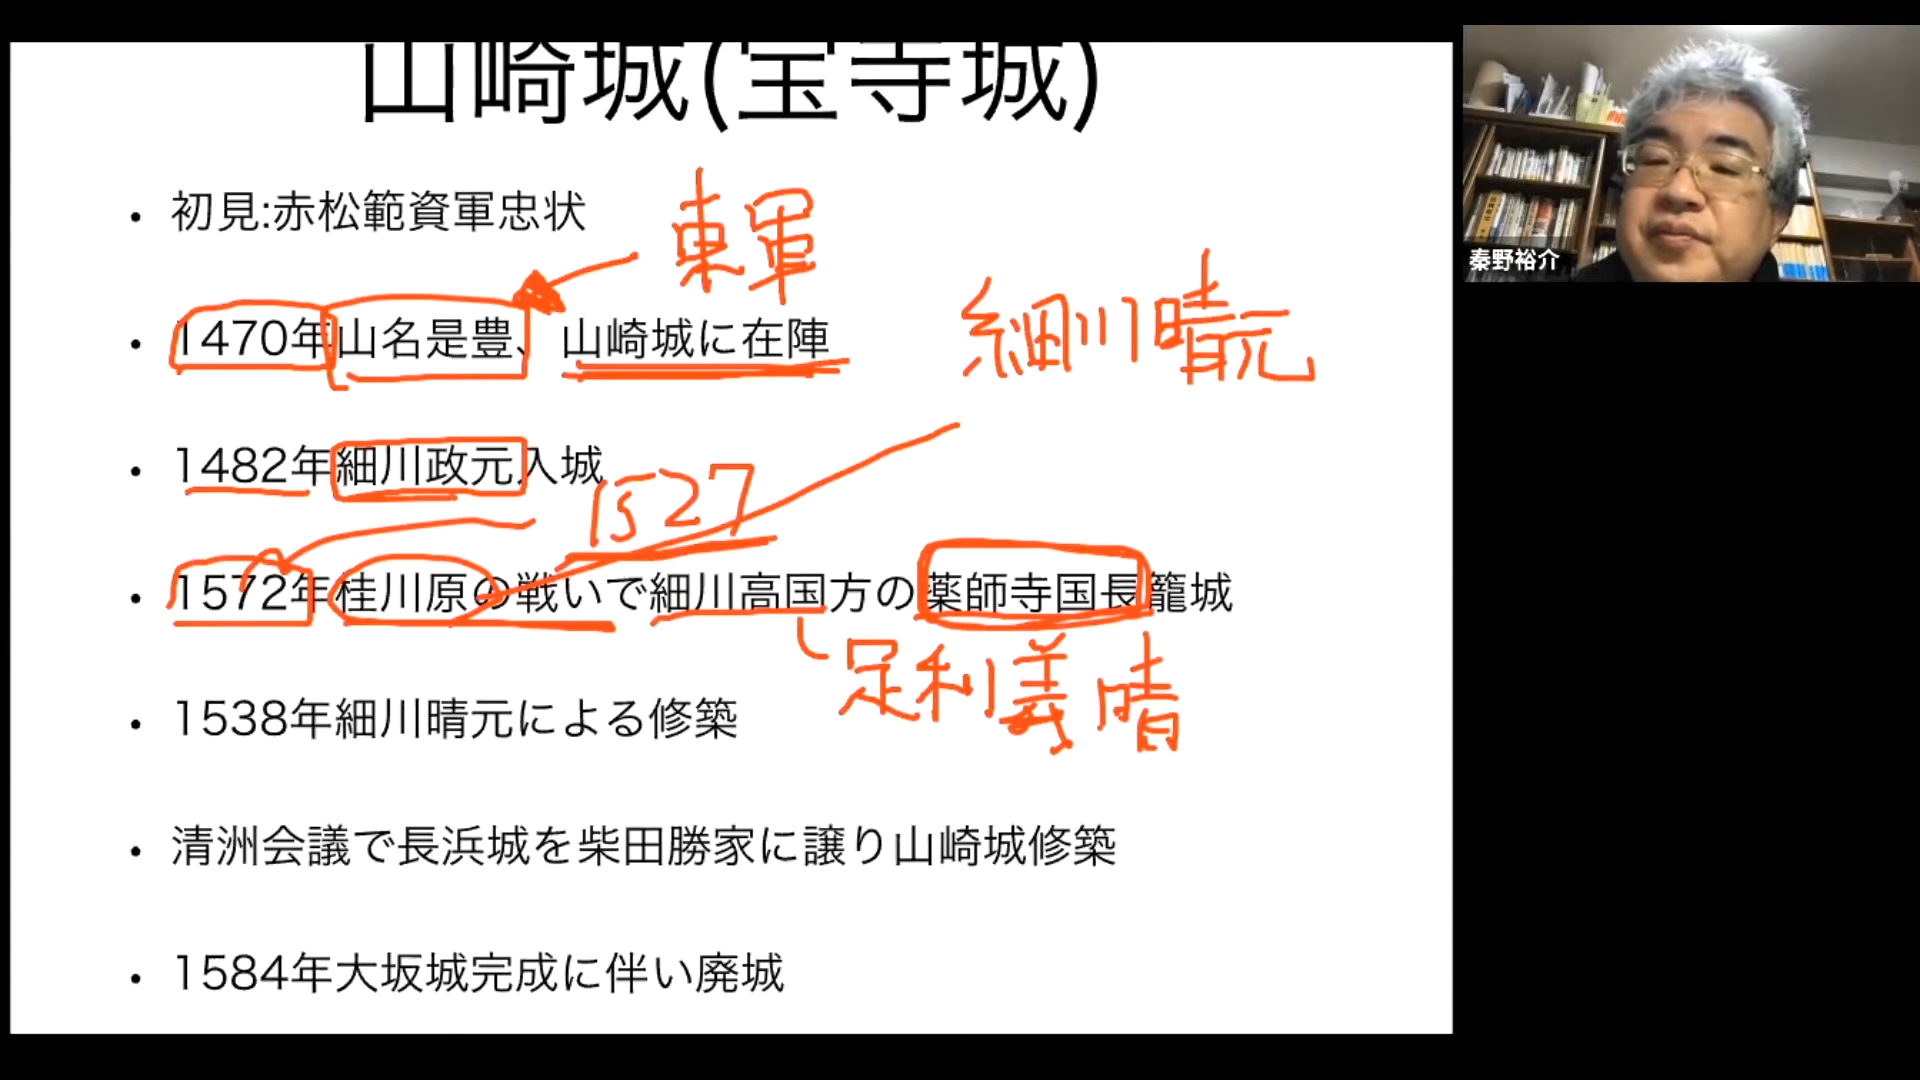 山崎城(宝寺城)
初見:赤松範資軍忠状
東軍
1470年山名是豊、山崎城に在陣
細川晴元
1482年細川政元入城
1527
1572年桂川原の戦いで細川高国方の薬師寺国長籠城
足利義晴
1538年細川晴元による修築
清洲会議で長浜城を柴田勝家に譲り山崎城修築
1584年大坂城完成に伴い廃城
秦野裕介